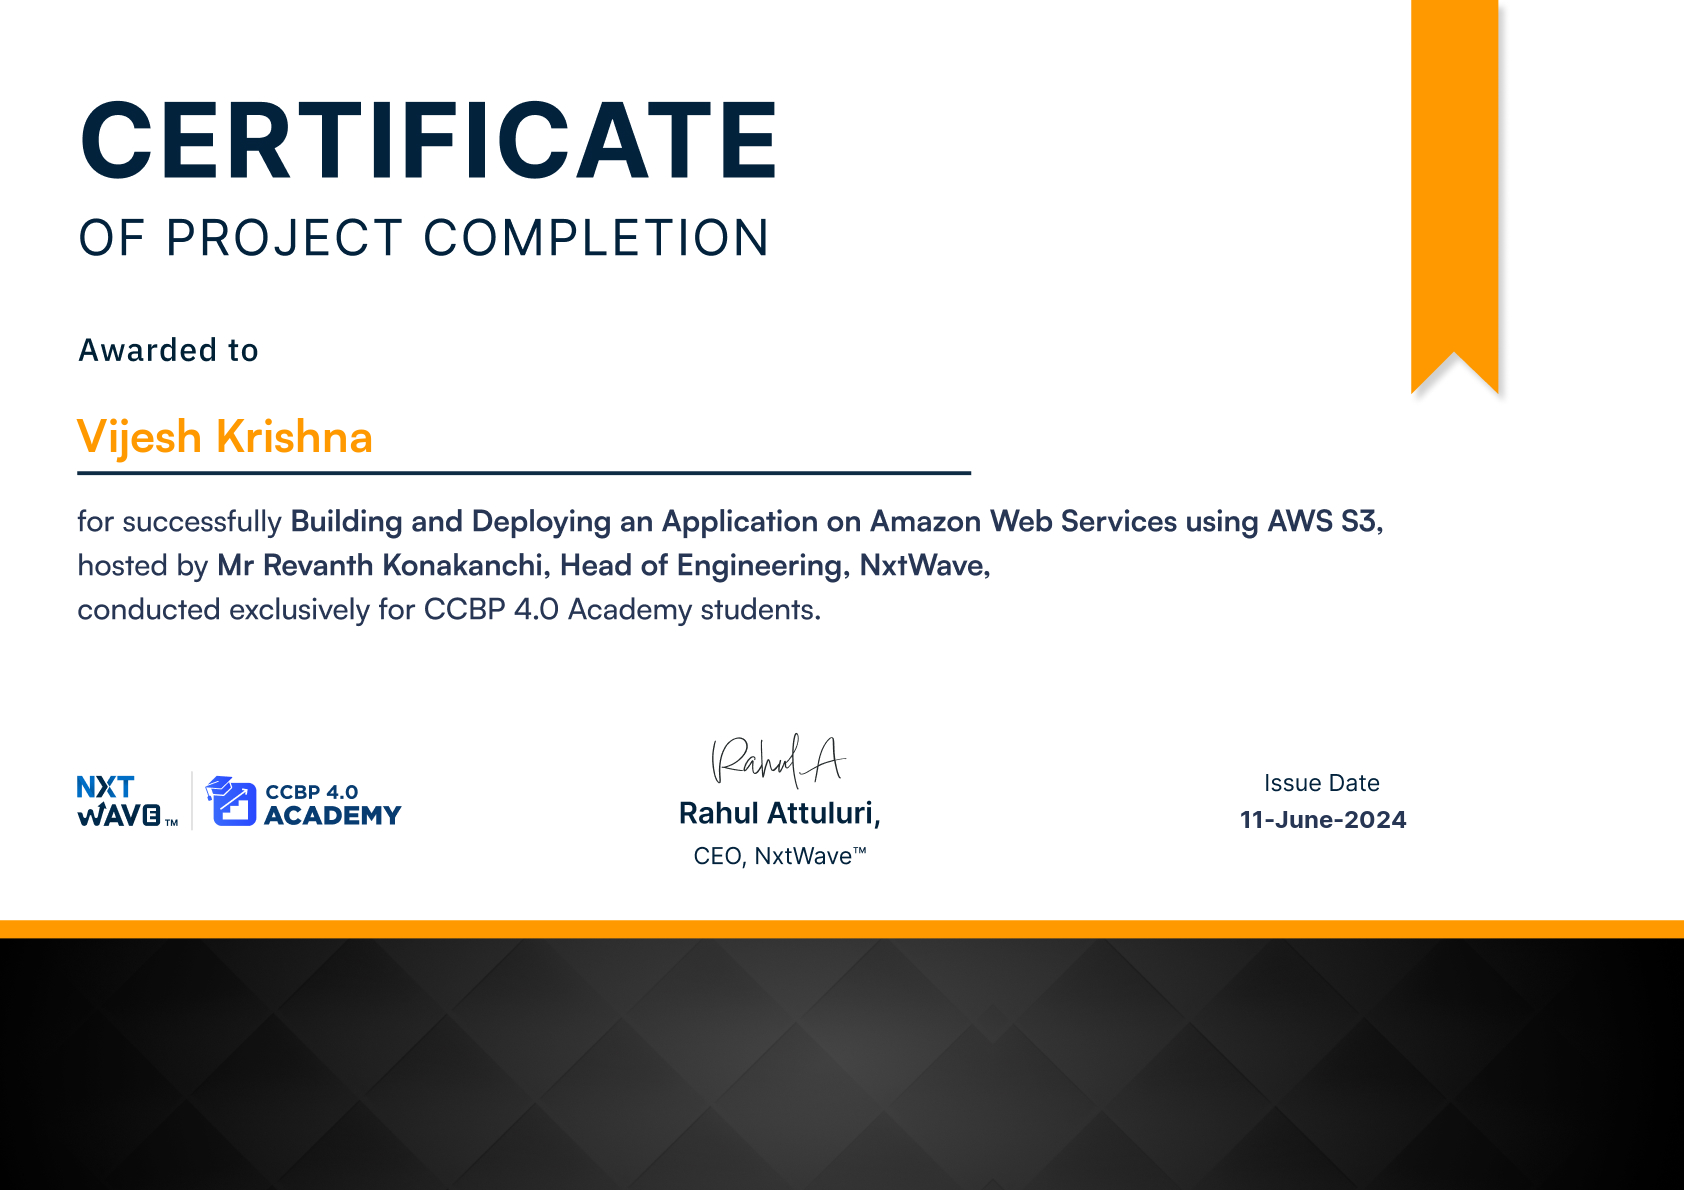 CERTIFICATE
OF PROJECT COMPLETION
Awarded to
Vijesh Krishna
for successfully Building and Deploying an Application on Amazon Web Services using AWS S3,
hosted by Mr Revanth Konakanchi, Head of Engineering, NxtWave,
conducted exclusively for CCBP 4.0 Academy students.
NXT
WAVE™
CCBP 4.0
ACADEMY
Rahul A
Rahul Attuluri,
CEO, NxtWave™
Issue Date
11-June-2024